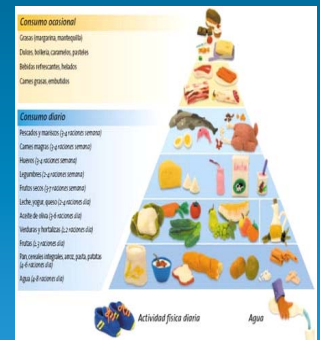 Consumo ocasional
Grasas (margarina, mantequilla)
Dulces, bollería, caramelos, pasteles
Bebidas refrescantes, helados
Carnes grasas, embutidos
Consumo diario
Pescados y mariscos (3-4 raciones semana)
Carnes magras (3-4 raciones semana)
Huevos (3-4 raciones semana)
Legumbres (2-4 raciones semana)
Frutos secos (3-7 raciones semana)
Leche, yogur, queso (2-4 raciones día)
Aceite de oliva (3-6 raciones día)
Verduras y hortalizas (≥ 2 raciones día)
Frutas (≥ 3 raciones día)
Pan, cereales integrales, arroz, pasta, patatas
(4-6 raciones día)
Agua (4-8 raciones día)
Actividad física diaria
Agua